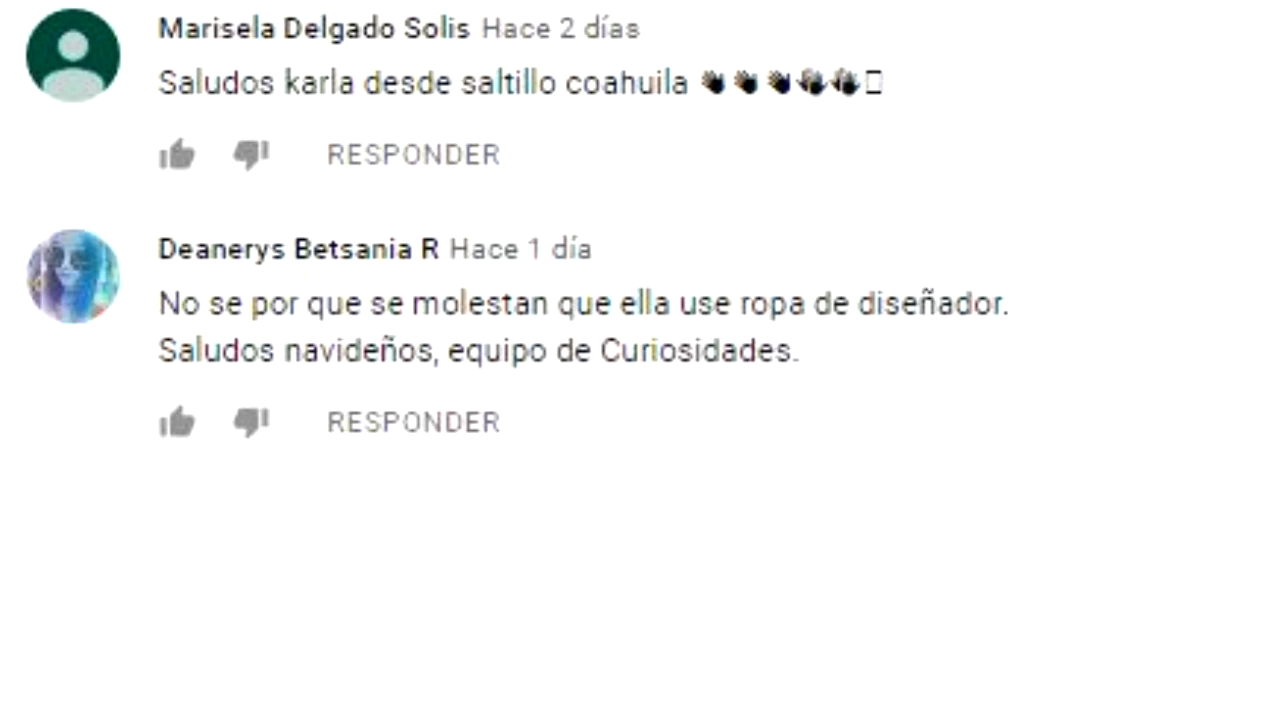 Marisela Delgado Solis Hace 2 días
Saludos karla desde saltillo coahuila 👏👏👏👏👏
RESPONDER
Deanerys Betsania R Hace 1 día
No se por que se molestan que ella use ropa de diseñador.
Saludos navideños, equipo de Curiosidades.
RESPONDER